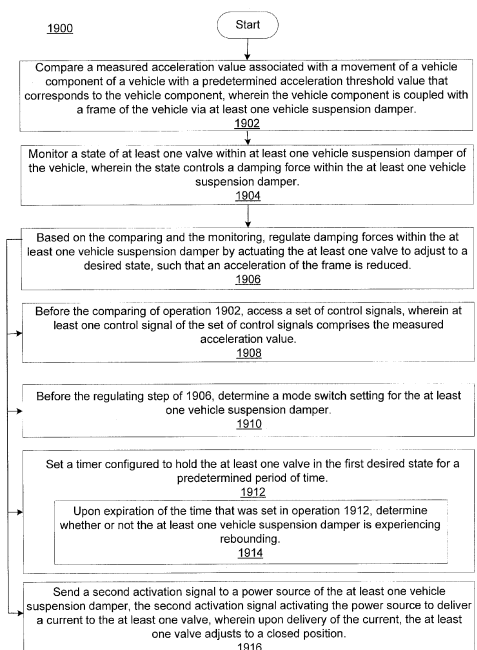 1900
Start
Compare a measured acceleration value associated with a movement of a vehicle
component of a vehicle with a predetermined acceleration threshold value that
corresponds to the vehicle component, wherein the vehicle component is coupled with
a frame of the vehicle via at least one vehicle suspension damper.
1902
Monitor a state of at least one valve within at least one vehicle suspension damper of
the vehicle, wherein the state controls a damping force within the at least one vehicle
suspension damper.
1904
Based on the comparing and the monitoring, regulate damping forces within the at
least one vehicle suspension damper by actuating the at least one valve to adjust to a
desired state, such that an acceleration of the frame is reduced.
1906
Before the comparing of operation 1902, access a set of control signals, wherein at
least one control signal of the set of control signals comprises the measured
acceleration value.
1908
Before the regulating step of 1906, determine a mode switch setting for the at least
one vehicle suspension damper.
1910
Set a timer configured to hold the at least one valve in the first desired state for a
predetermined period of time.
1912
Upon expiration of the time that was set in operation 1912, determine
whether or not the at least one vehicle suspension damper is experiencing
rebounding.
1914
Send a second activation signal to a power source of the at least one vehicle
suspension damper, the second activation signal activating the power source to deliver
a current to the at least one valve, wherein upon delivery of the current, the at least
one valve adjusts to a closed position.
1916